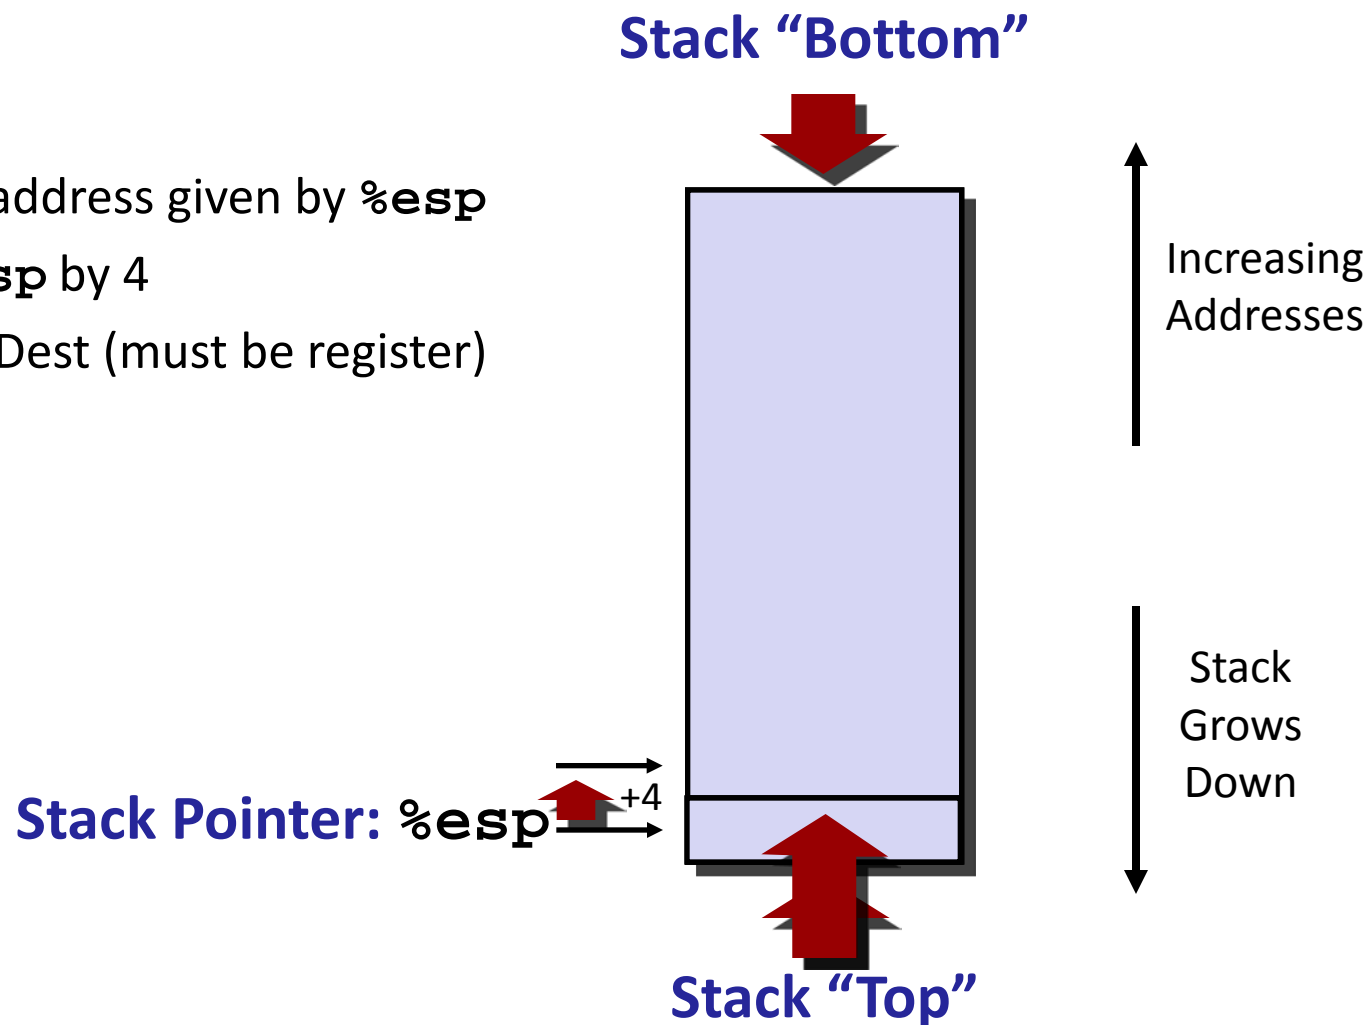 Stack “Bottom”
address given by %esp
sp by 4
Dest (must be register)
Increasing
Addresses
Stack
Grows
Down
+4
Stack Pointer: %esp
Stack “Top”